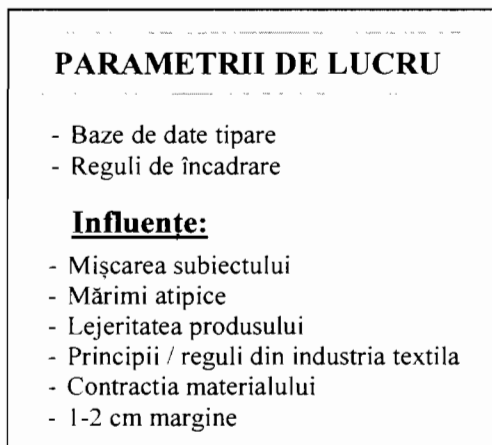 PARAMETRII DE LUCRU
- Baze de date tipare
- Reguli de încadrare
Influențe:
- Mișcarea subiectului
- Mărimi atipice
- Lejeritatea produsului
- Principii / reguli din industria textila
- Contractia materialului
- 1-2 cm margine